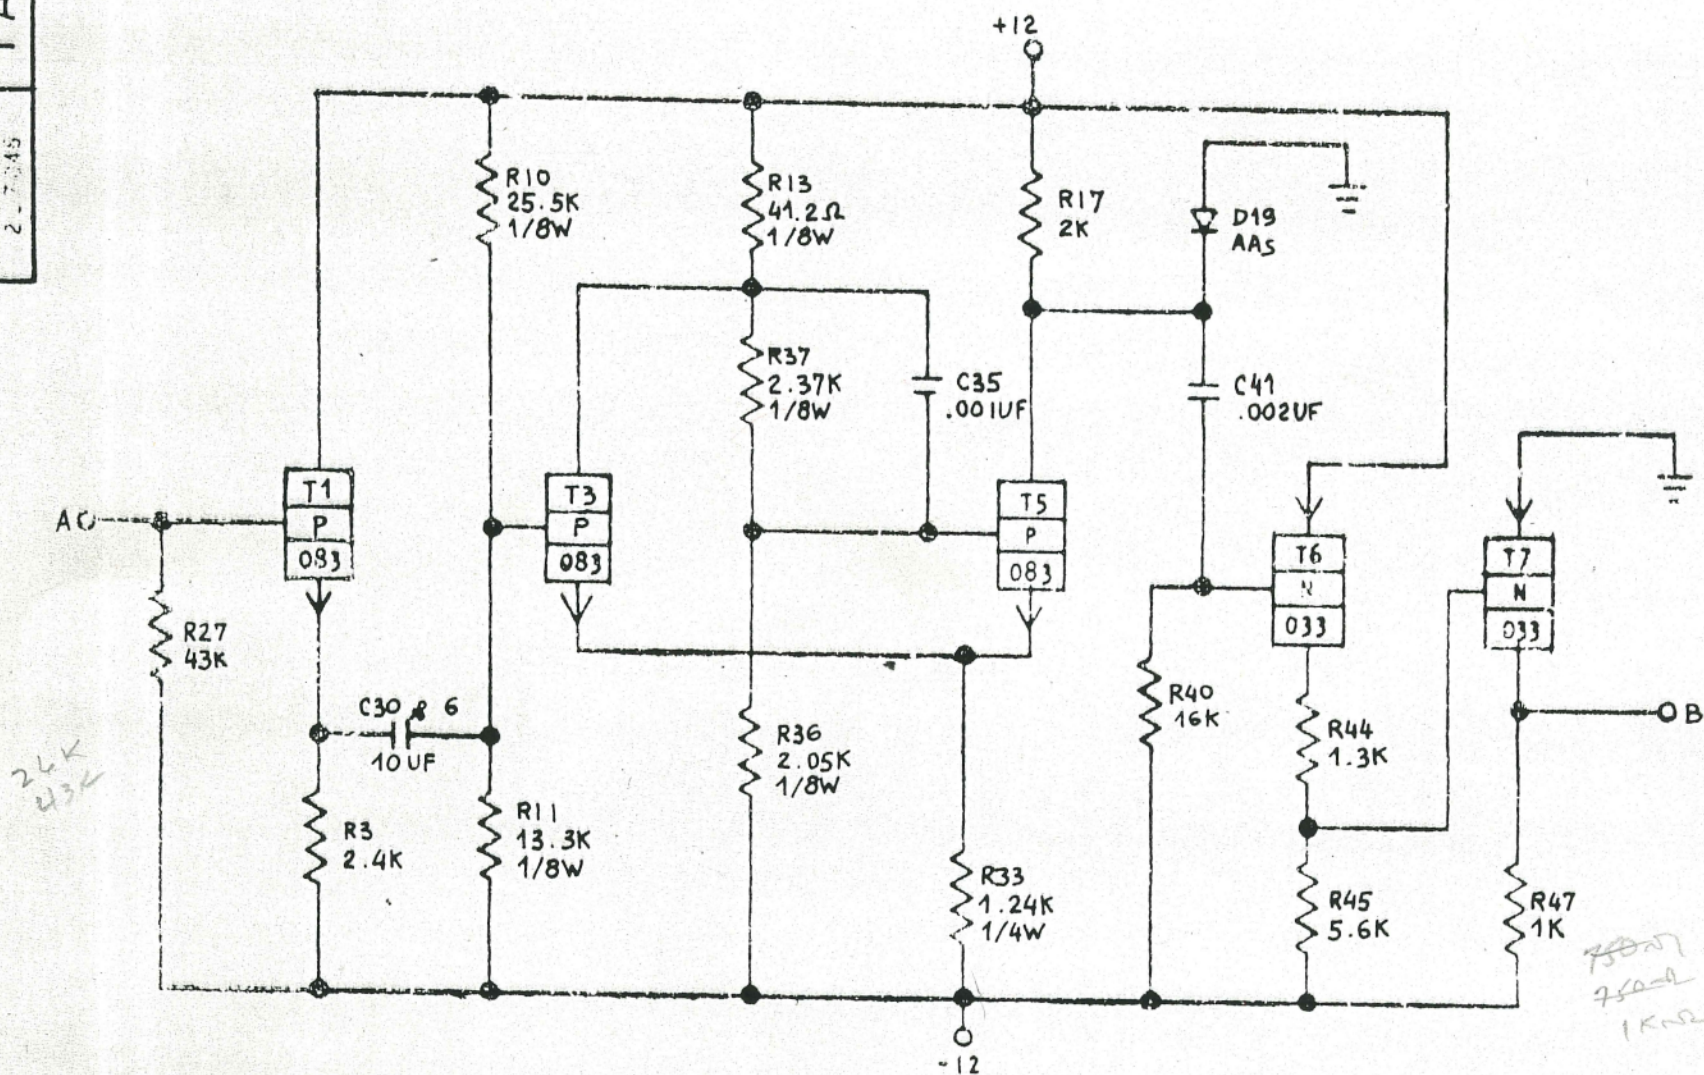 +12
R10
25.5K
1/8W
R13
41.2Ω
1/8W
R17
2K
D19
AAS
R37
2.37K
1/8W
C35
.001UF
C41
.002UF
A
T1
P
083
T3
P
083
T5
P
083
T6
N
033
T7
N
033
R27
43K
C30
6
10UF
R3
2.4K
R11
13.3K
1/8W
R36
2.05K
1/8W
R33
1.24K
1/4W
R40
16K
R44
1.3K
R45
5.6K
R47
1K
B
-12
43K
750Ω